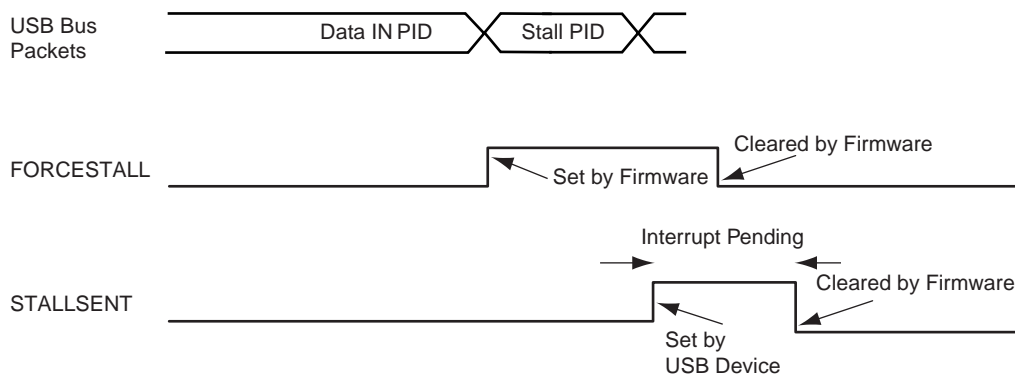 USB Bus
Packets
Data IN PID
Stall PID
FORCESTALL
Set by Firmware
Cleared by Firmware
Interrupt Pending
STALLSENT
Set by
USB Device
Cleared by Firmware